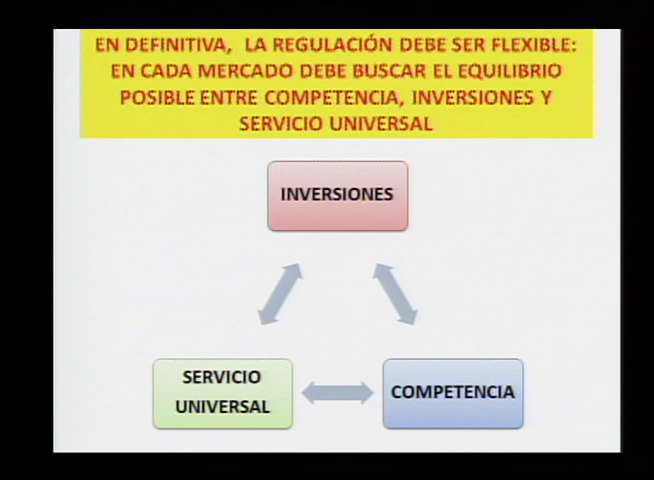 EN DEFINITIVA, LA REGULACIÓN DEBE SER FLEXIBLE:
EN CADA MERCADO DEBE BUSCAR EL EQUILIBRIO
POSIBLE ENTRE COMPETENCIA, INVERSIONES Y
SERVICIO UNIVERSAL
INVERSIONES
SERVICIO
UNIVERSAL
COMPETENCIA